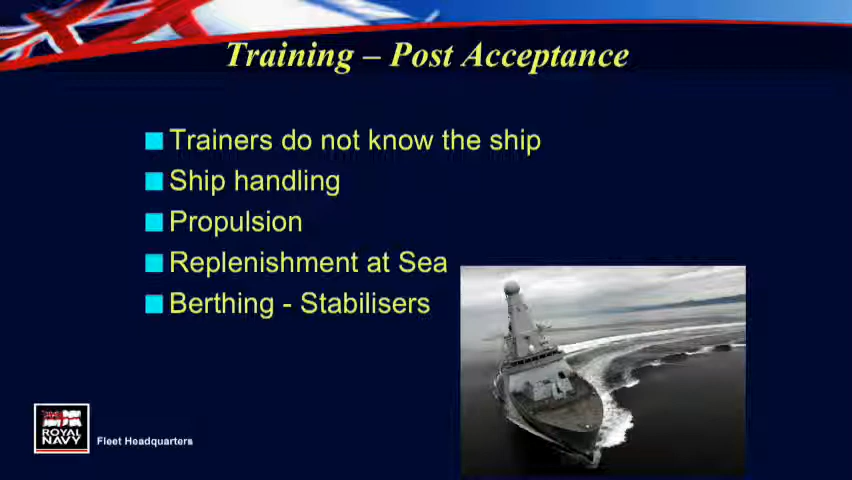 Training – Post Acceptance
Trainers do not know the ship
Ship handling
Propulsion
Replenishment at Sea
Berthing - Stabilisers
ROYAL
NAVY
Fleet Headquarters